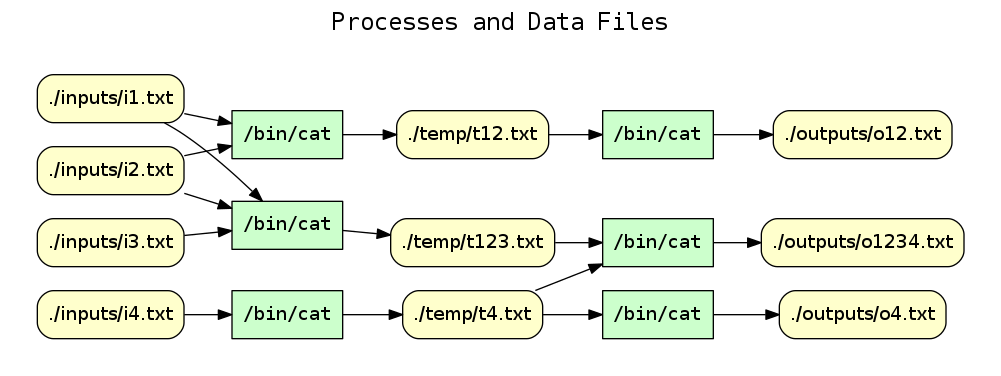 Processes and Data Files
./inputs/i1.txt
/bin/cat
./temp/t12.txt
/bin/cat
./outputs/o12.txt
./inputs/i2.txt
/bin/cat
./inputs/i3.txt
./temp/t123.txt
/bin/cat
./outputs/o1234.txt
./inputs/i4.txt
/bin/cat
./temp/t4.txt
/bin/cat
./outputs/o4.txt